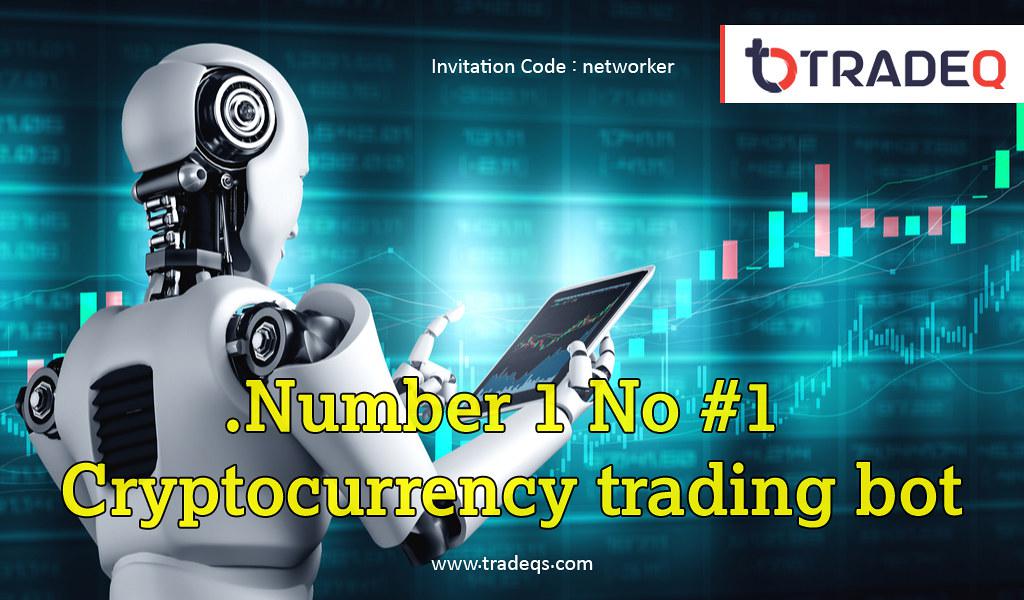 Invitation Code : networker
TRADEQ
.Number 1 No #1
Cryptocurrency trading bot
www.tradeqs.com